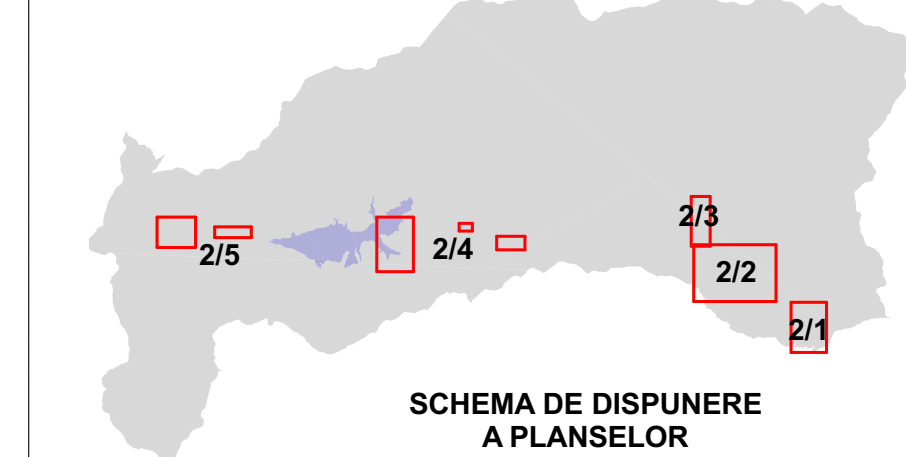 2/3
2/5
2/4
2/2
2/1
SCHEMA DE DISPUNERE
A PLANSELOR